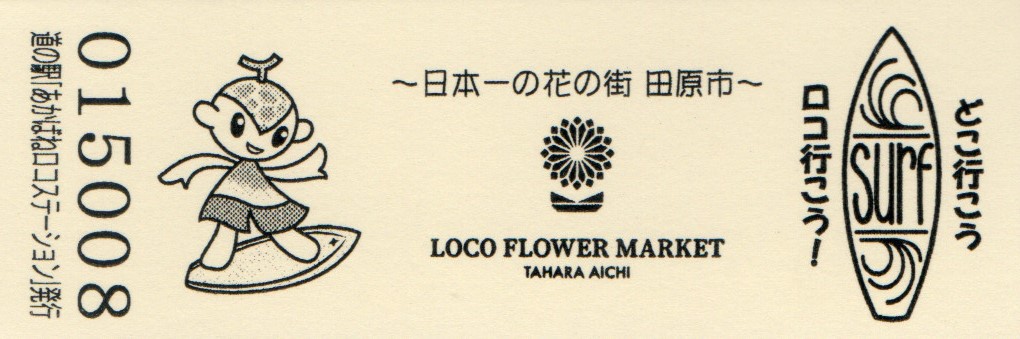 015008
道の駅「あかばねロコステーション」発行
～日本一の花の街 田原市～
LOCO FLOWER MARKET
TAHARA AICHI
どこ行こう
surf
ロコ行こう！